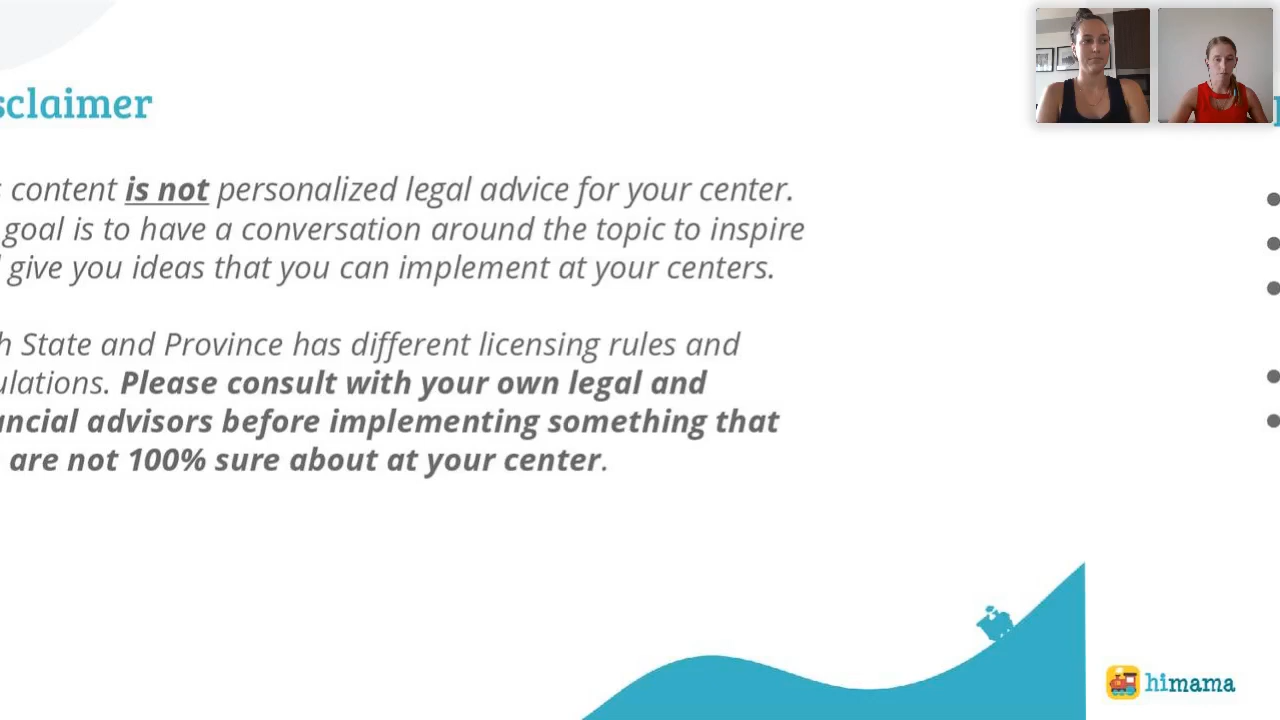 sclaimer
content is not personalized legal advice for your center.
goal is to have a conversation around the topic to inspire
give you ideas that you can implement at your centers.
h State and Province has different licensing rules and
ulations. Please consult with your own legal and
ncial advisors before implementing something that
are not 100% sure about at your center.
himama